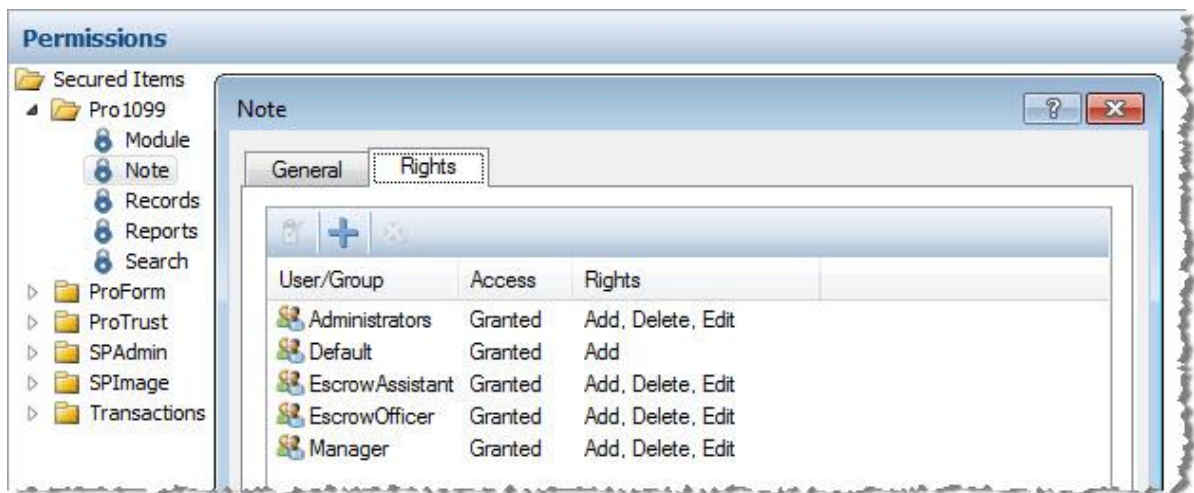 Permissions
Secured Items
Pro1099
Module
Note
Records
Reports
Search
ProForm
ProTrust
SPAdmin
SPImage
Transactions
Note
?
General Rights
User/Group Access Rights
Administrators Granted Add, Delete, Edit
Default Granted Add
EscrowAssistant Granted Add, Delete, Edit
EscrowOfficer Granted Add, Delete, Edit
Manager Granted Add, Delete, Edit